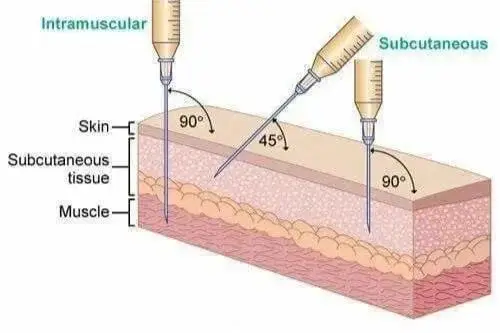 Intramuscular
Subcutaneous
90°
45°
90°
Skin
Subcutaneous
tissue
Muscle